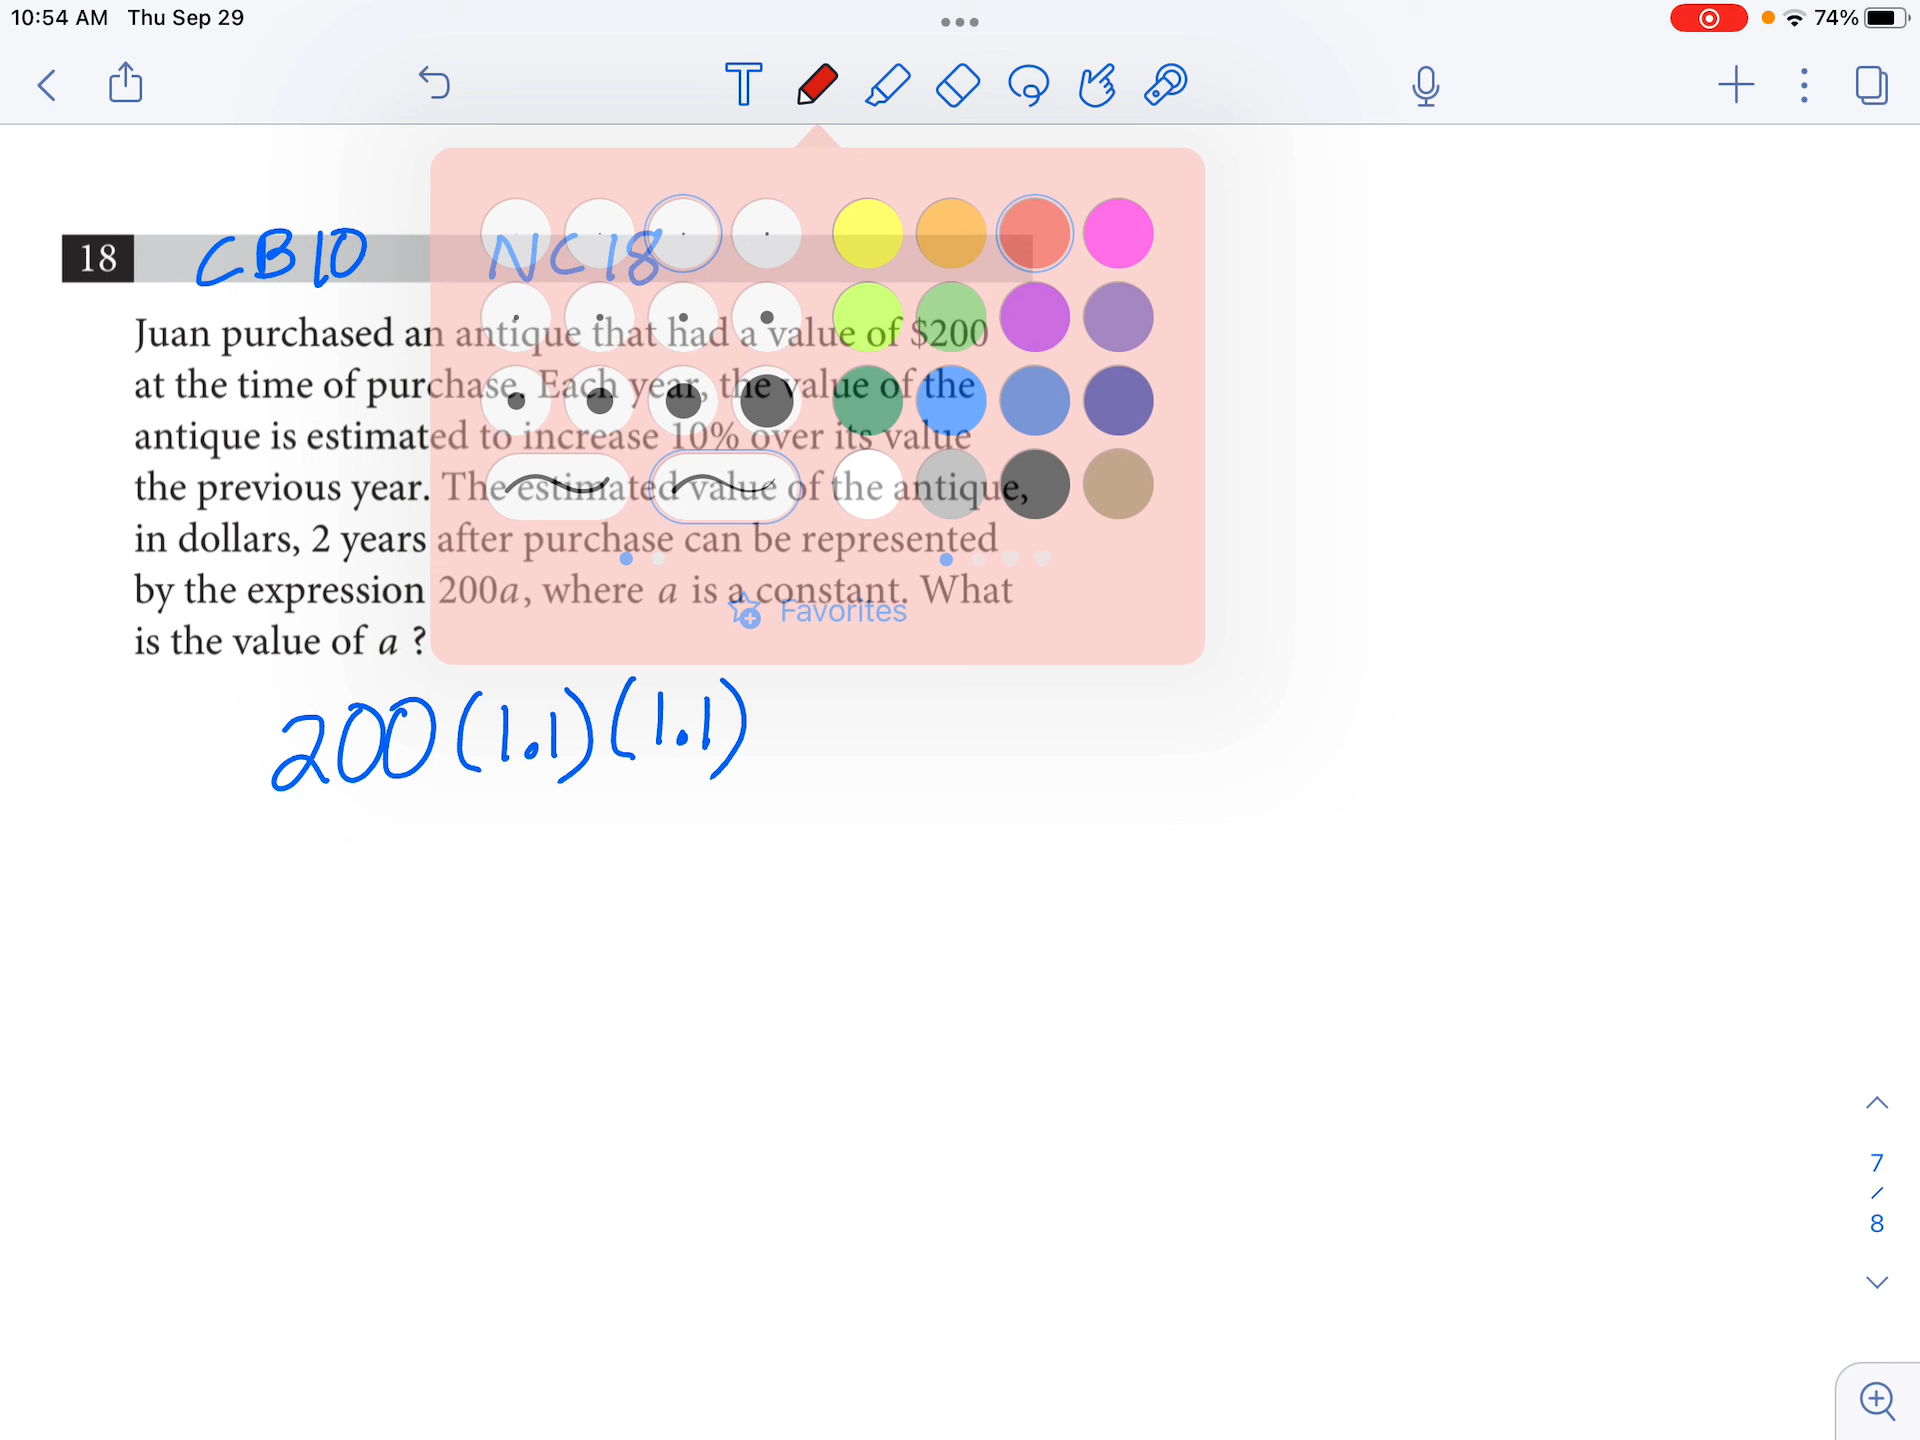 10:54 AM Thu Sep 29
74%
T
18 CB10 NC18
Juan purchased an antique that had a value of $200
at the time of purchase. Each year, the value of the
antique is estimated to increase 10% over its value
the previous year. The estimated value of the antique,
in dollars, 2 years after purchase can be represented
by the expression 200a, where a is a constant. What
is the value of a ?
Favorites
200(1.1)(1.1)
7
/
8